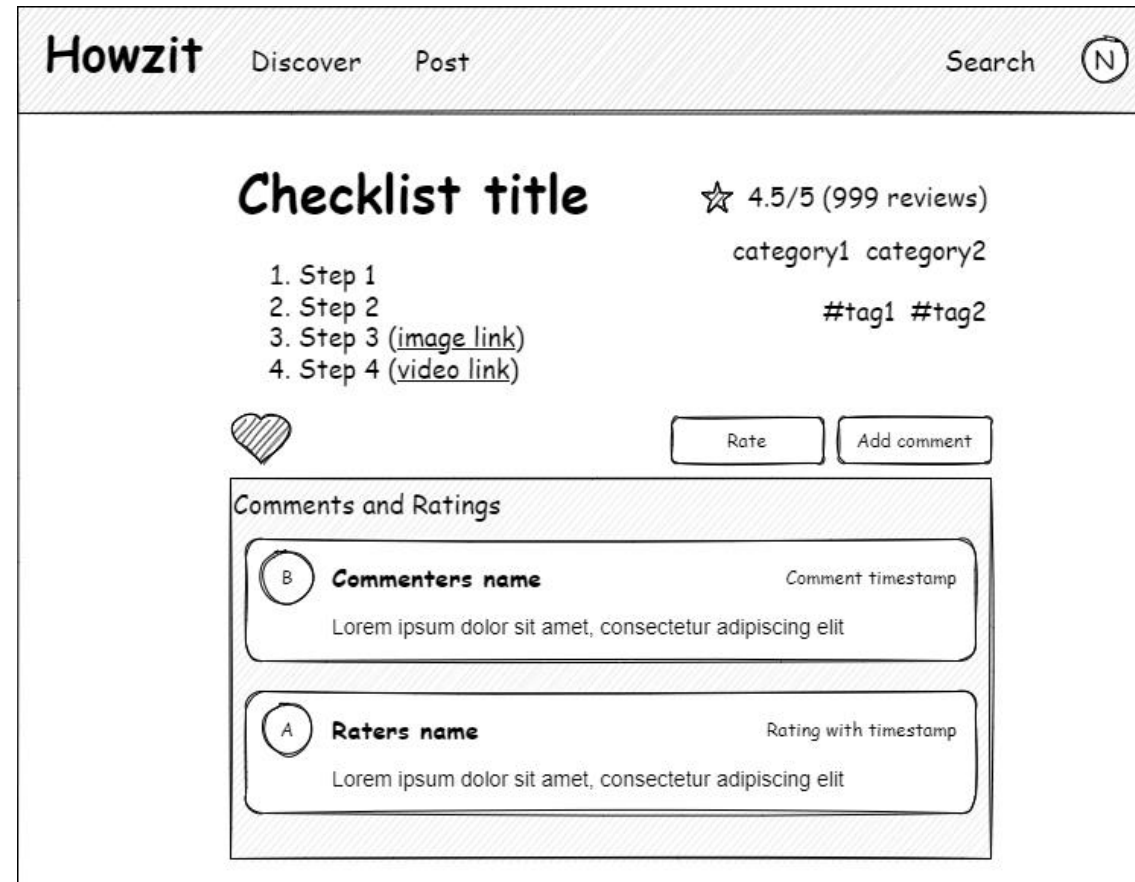 Howzit Discover Post Search N
Checklist title
4.5/5 (999 reviews)
category1 category2
#tag1 #tag2
1. Step 1
2. Step 2
3. Step 3 (image link)
4. Step 4 (video link)
Rate
Add comment
Comments and Ratings
B
Commenters name
Comment timestamp
Lorem ipsum dolor sit amet, consectetur adipiscing elit
A
Raters name
Rating with timestamp
Lorem ipsum dolor sit amet, consectetur adipiscing elit